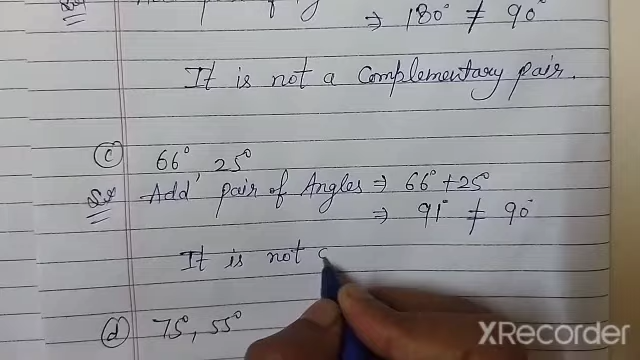 ⇒ 180° ≠ 90°
It is not a Complementary pair.
(c) 66°, 25°
Sol Add pair of Angles ⇒ 66° + 25°
⇒ 91° ≠ 90°
It is not
(d) 75°, 55°
XRecorder